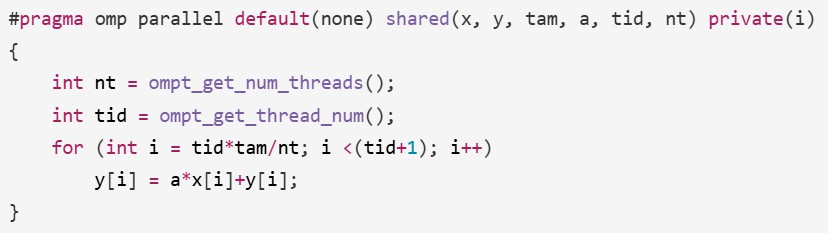 #pragma omp parallel default(none) shared(x, y, tam, a, tid, nt) private(i)
{
    int nt = ompt_get_num_threads();
    int tid = ompt_get_thread_num();
    for (int i = tid*tam/nt; i <(tid+1); i++)
        y[i] = a*x[i]+y[i];
}